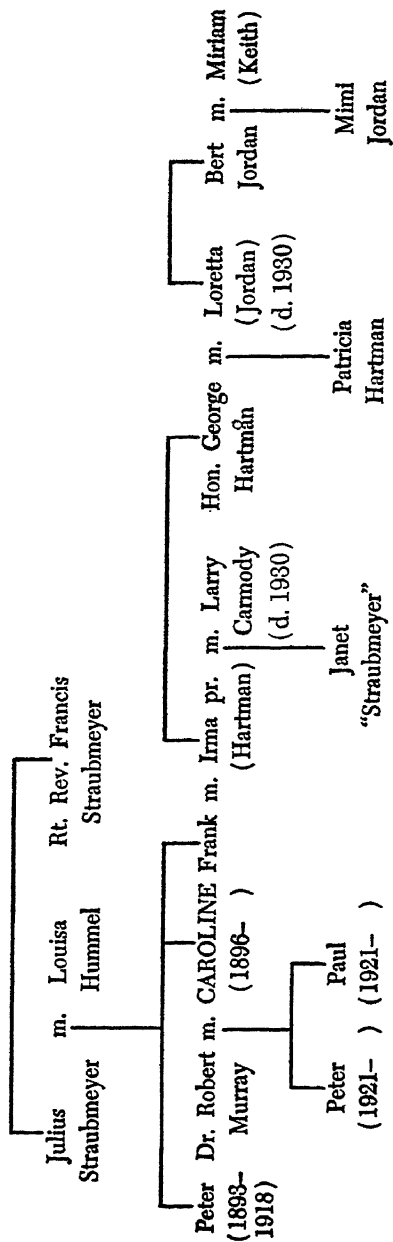 Julius m. Louisa Rt. Rev. Francis
Straubmeyer Hummel Straubmeyer
Peter Dr. Robert m. CAROLINE Frank m. Irma pr. m. Larry Hon. George m. Loretta Bert m. Miriam
(1893– Murray (1896– ) (Hartman) Carmody Hartman (Jordan) Jordan (Keith)
1918) (d. 1930) (d. 1930)
Peter Paul Janet Patricia Mimi
(1921– ) (1921– ) "Straubmeyer" Hartman Jordan